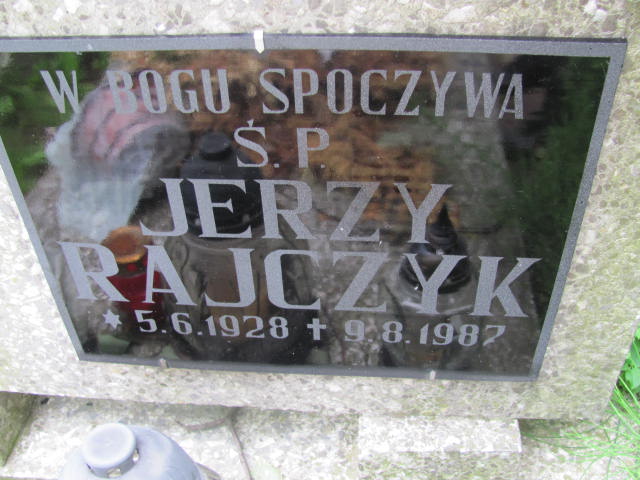 W BOGU SPOCZYWA
Ś. P.
JERZY
RAJCZYK
* 5.6.1928 † 9.8.1987